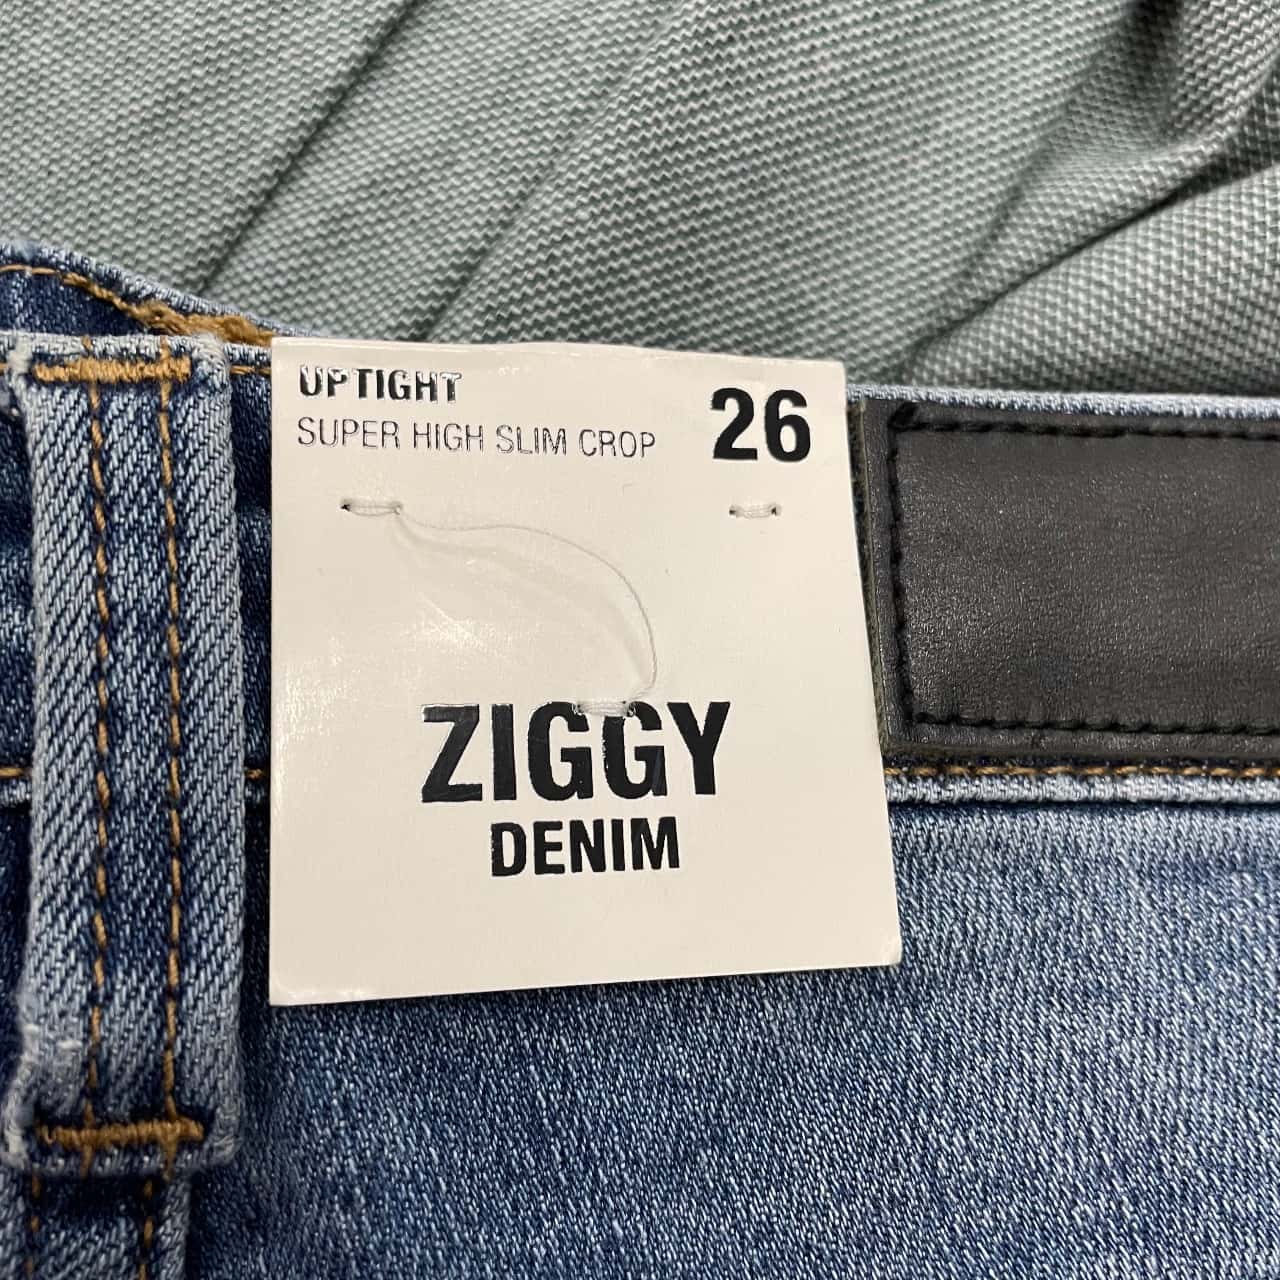 UPTIGHT
SUPER HIGH SLIM CROP
26
ZIGGY
DENIM